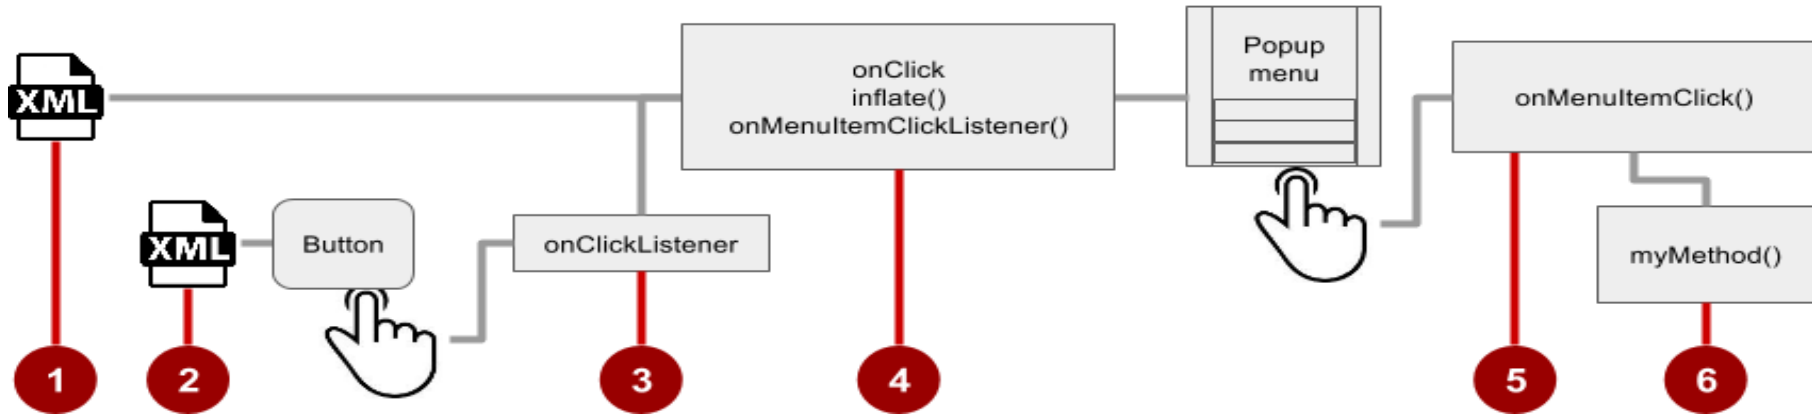 XML
onClick
inflate()
onMenuItemClickListener()
Popup
menu
onMenuItemClick()
XML
Button
onClickListener
myMethod()
1
2
3
4
5
6